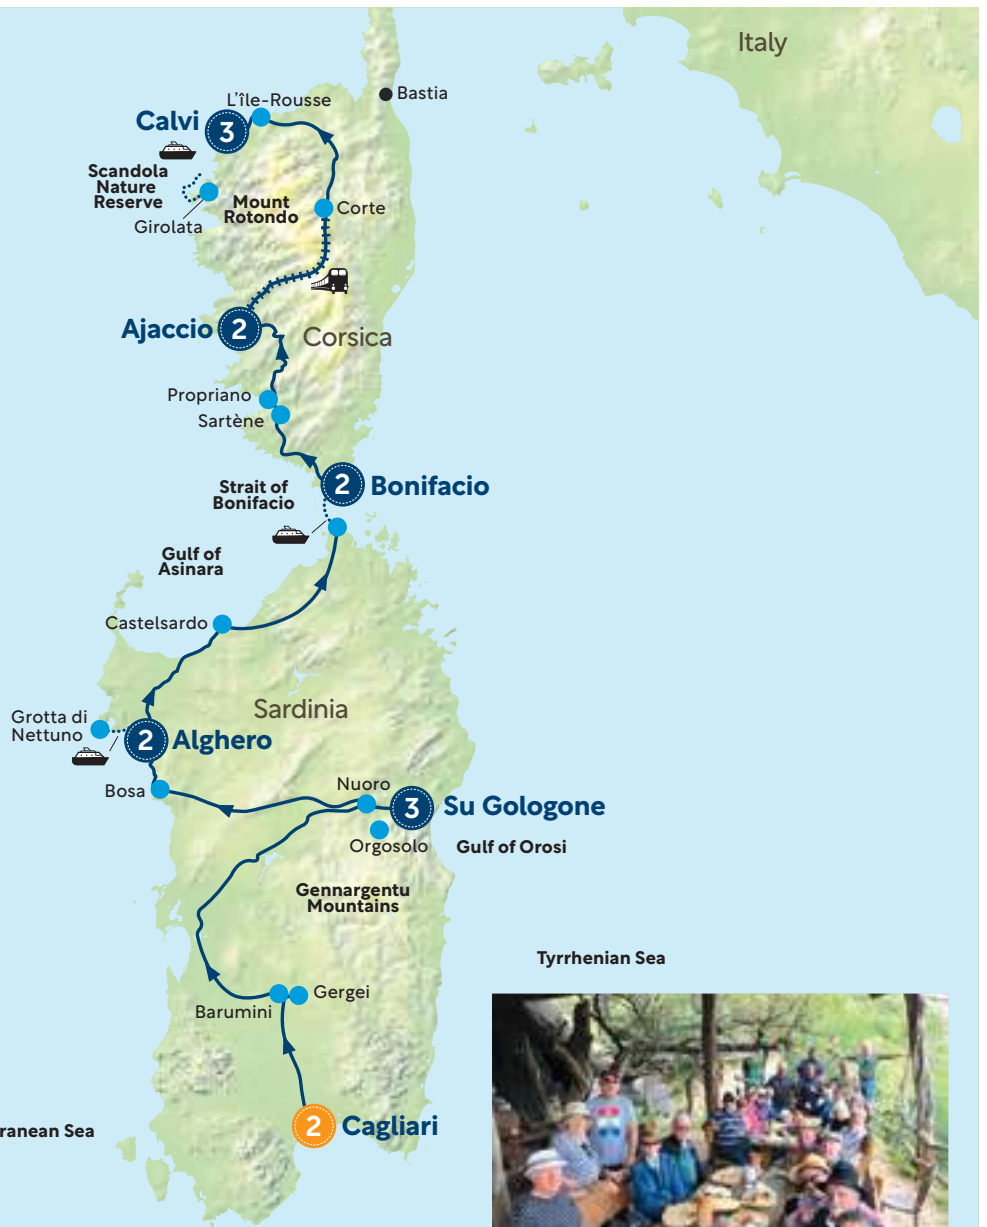 Italy
Bastia
L'île-Rousse
Calvi
3
Scandola
Nature
Reserve
Mount
Rotondo
Corte
Girolata
Ajaccio
2
Corsica
Propriano
Sartène
2
Bonifacio
Strait of
Bonifacio
Gulf of
Asinara
Castelsardo
Sardinia
Grotta di
Nettuno
2
Alghero
Bosa
Nuoro
3
Su Gologone
Orgosolo
Gulf of Orosi
Gennargentu
Mountains
Tyrrhenian Sea
Gergei
Barumini
2
Cagliari
ranean Sea